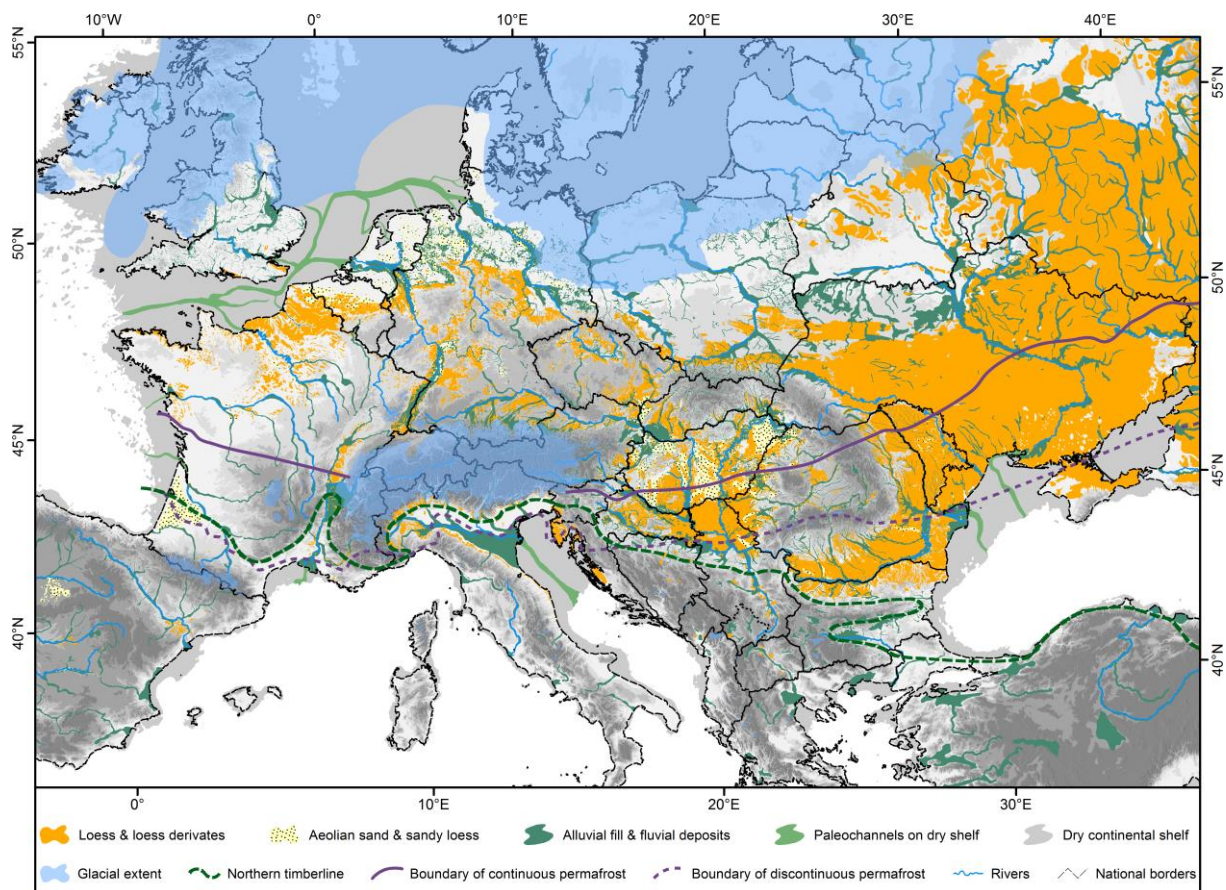 10°W 0° 10°E 20°E 30°E 40°E
55°N 55°N
50°N 50°N
45°N 45°N
40°N 40°N
0° 10°E 20°E 30°E
Loess & loess derivates Aeolian sand & sandy loess Alluvial fill & fluvial deposits Paleochannels on dry shelf Dry continental shelf
Glacial extent Northern timberline Boundary of continuous permafrost Boundary of discontinuous permafrost Rivers National borders